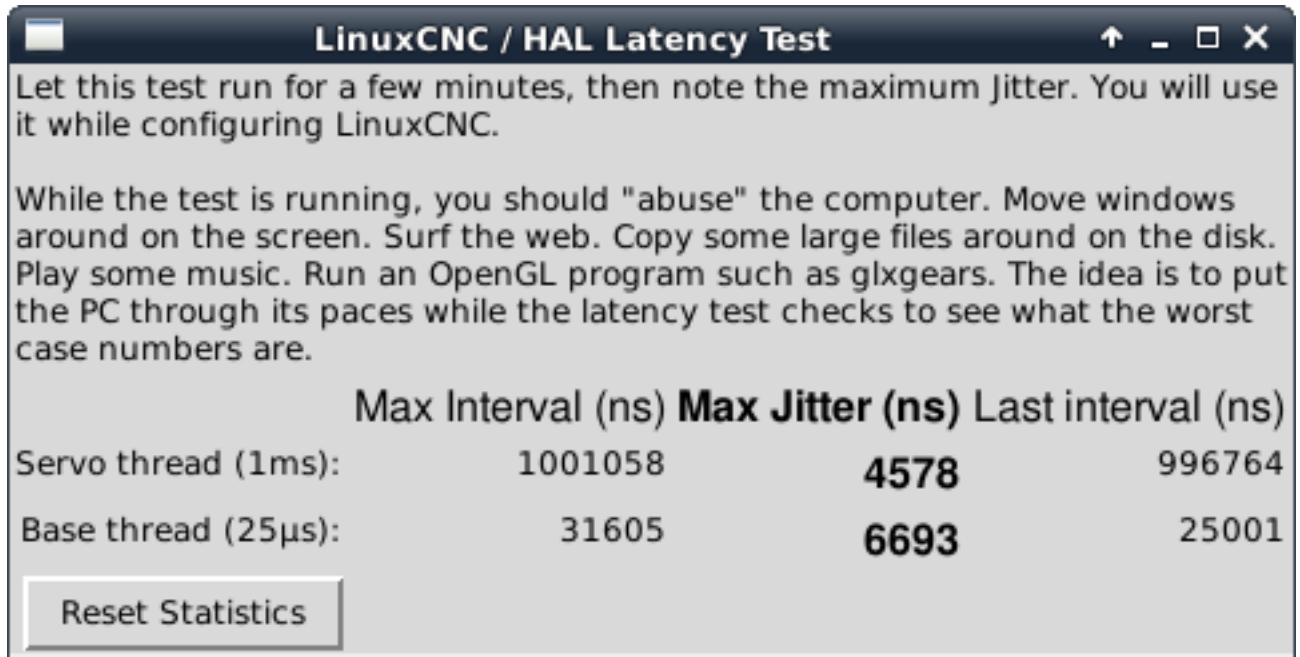 LinuxCNC / HAL Latency Test
Let this test run for a few minutes, then note the maximum Jitter. You will use
it while configuring LinuxCNC.
While the test is running, you should "abuse" the computer. Move windows
around on the screen. Surf the web. Copy some large files around on the disk.
Play some music. Run an OpenGL program such as glxgears. The idea is to put
the PC through its paces while the latency test checks to see what the worst
case numbers are.
Max Interval (ns) Max Jitter (ns) Last interval (ns)
Servo thread (1ms): 1001058 4578 996764
Base thread (25µs): 31605 6693 25001
Reset Statistics